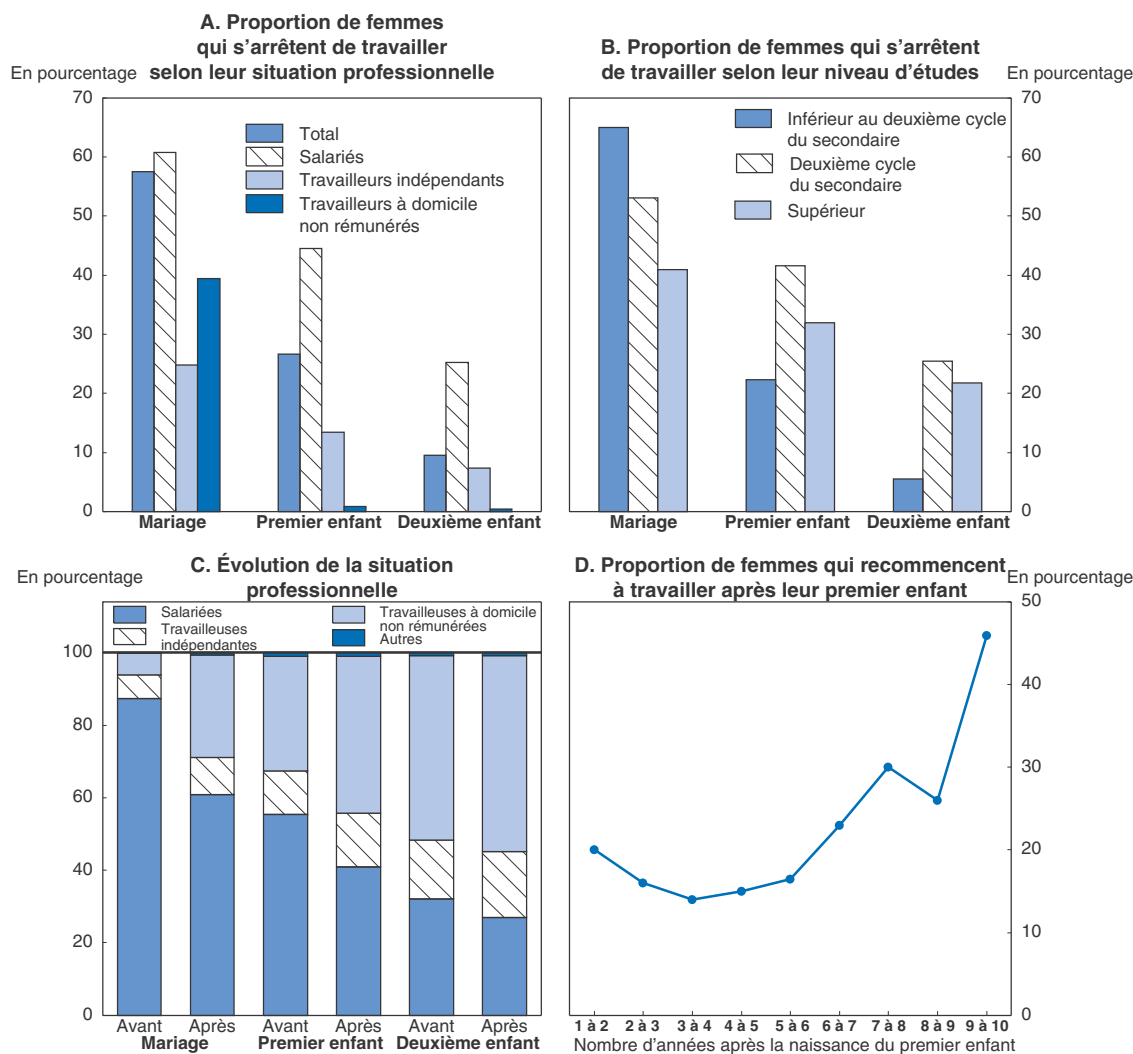 A. Proportion de femmes
qui s'arrêtent de travailler
selon leur situation professionnelle
En pourcentage
70
60
50
40
30
20
10
0
Total
Salariés
Travailleurs indépendants
Travailleurs à domicile
non rémunérés
Mariage
Premier enfant
Deuxième enfant
B. Proportion de femmes qui s'arrêtent
de travailler selon leur niveau d'études
En pourcentage
70
60
50
40
30
20
10
0
Inférieur au deuxième cycle
du secondaire
Deuxième cycle
du secondaire
Supérieur
Mariage
Premier enfant
Deuxième enfant
C. Évolution de la situation
professionnelle
En pourcentage
Salariées
Travailleuses
indépendantes
Travailleuses à domicile
non rémunérées
Autres
100
80
60
40
20
0
Avant Après Avant Après Avant Après
Mariage Premier enfant Deuxième enfant
D. Proportion de femmes qui recommencent
à travailler après leur premier enfant
En pourcentage
50
40
30
20
10
0
1 à 2 2 à 3 3 à 4 4 à 5 5 à 6 6 à 7 7 à 8 8 à 9 9 à 10
Nombre d'années après la naissance du premier enfant